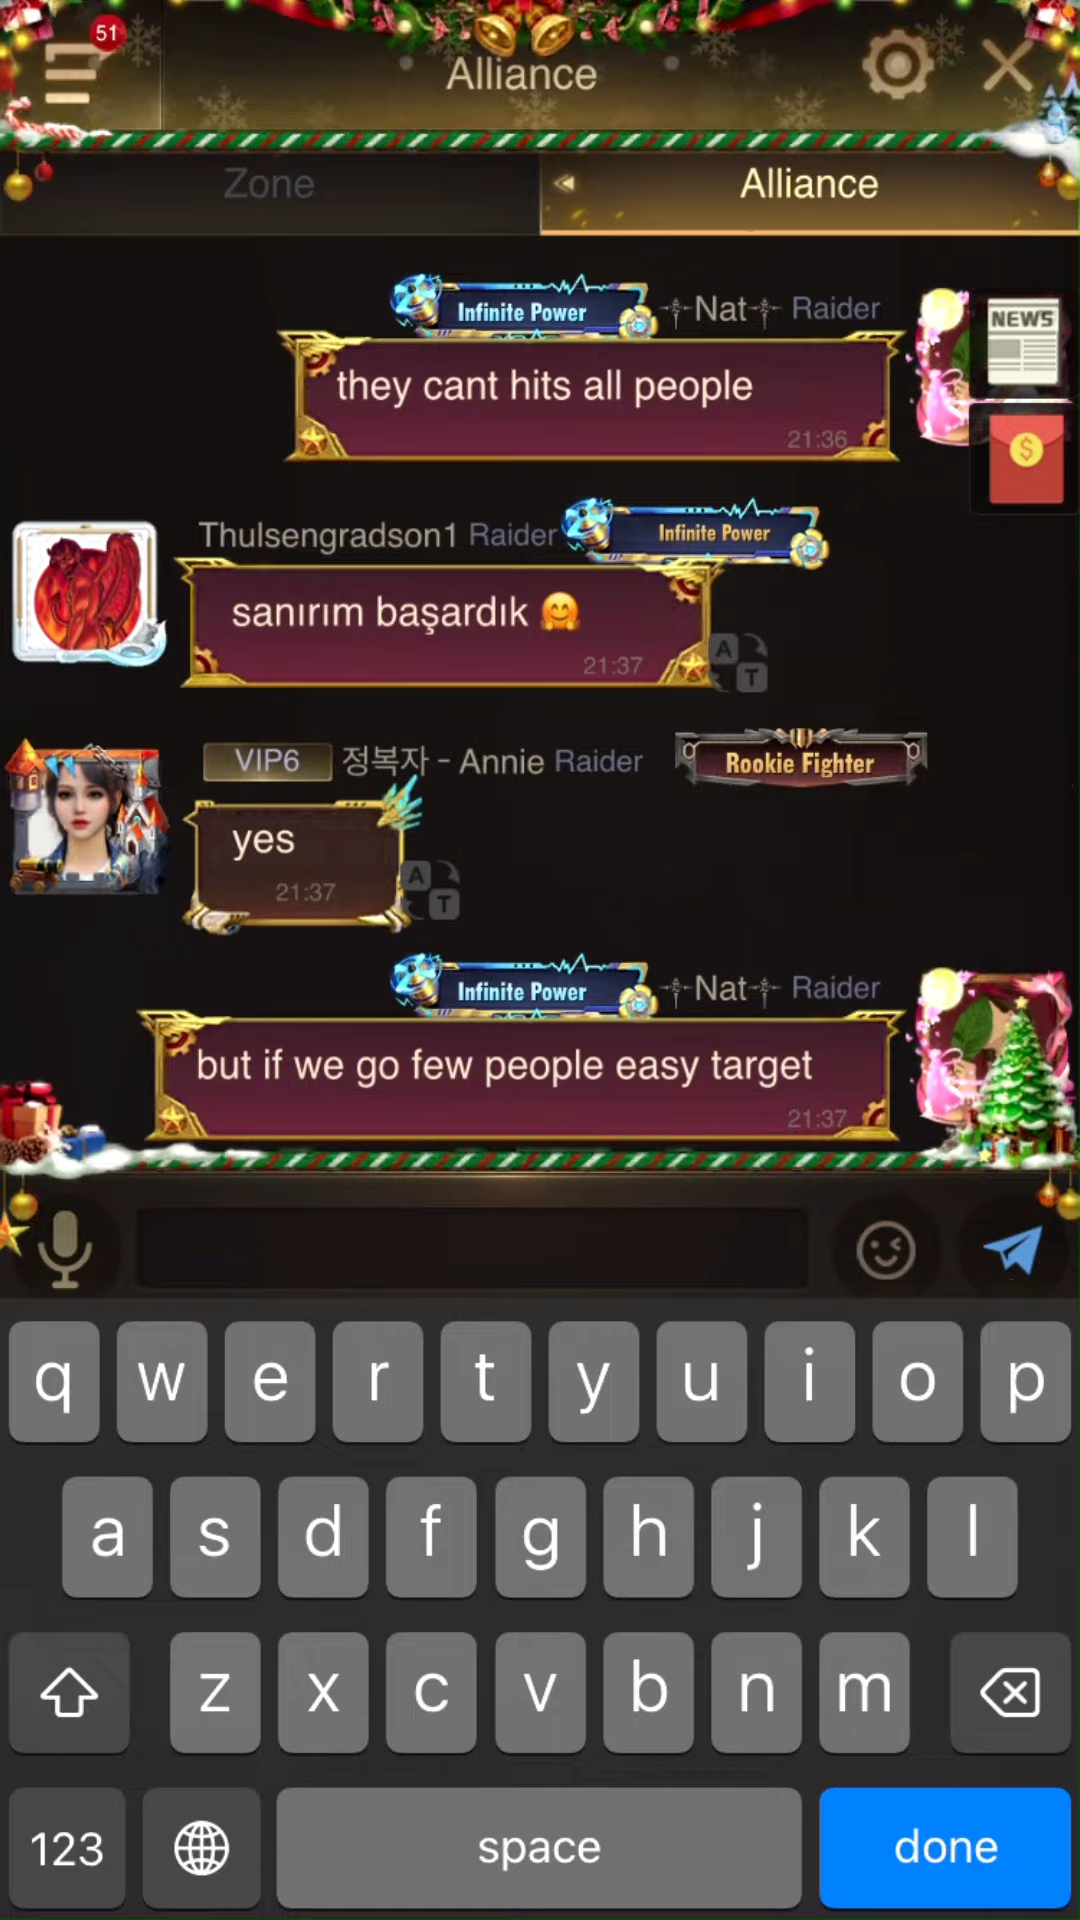 51
Alliance
Zone
Alliance
Infinite Power
Nat Raider
NEWS
they cant hits all people
21:36
Thulsengradson1 Raider
Infinite Power
sanırım başardık 🤗
21:37
A
T
VIP6
정복자 - Annie Raider
Rookie Fighter
yes
21:37
A
T
Infinite Power
Nat Raider
but if we go few people easy target
21:37
q w e r t y u i o p
a s d f g h j k l
z x c v b n m
123 space done